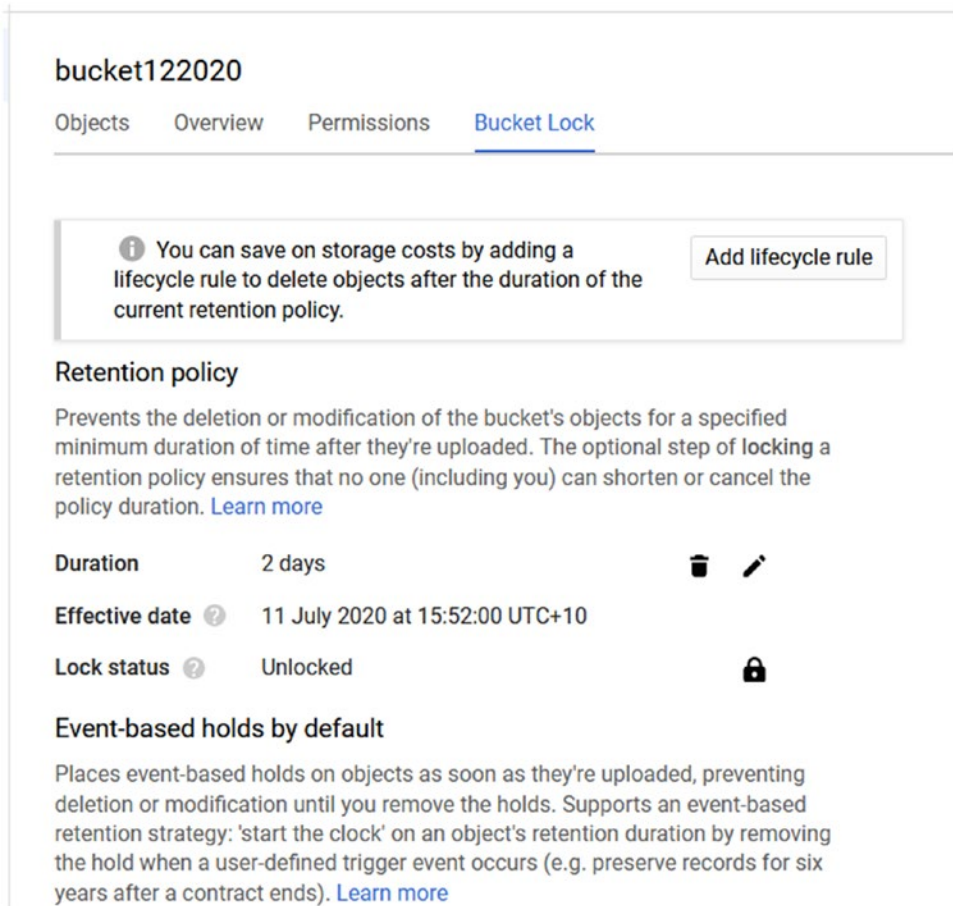 bucket122020
Objects Overview Permissions Bucket Lock
You can save on storage costs by adding a
lifecycle rule to delete objects after the duration of the
current retention policy.
Add lifecycle rule
Retention policy
Prevents the deletion or modification of the bucket's objects for a specified
minimum duration of time after they're uploaded. The optional step of locking a
retention policy ensures that no one (including you) can shorten or cancel the
policy duration. Learn more
Duration 2 days
Effective date ? 11 July 2020 at 15:52:00 UTC+10
Lock status ? Unlocked
Event-based holds by default
Places event-based holds on objects as soon as they're uploaded, preventing
deletion or modification until you remove the holds. Supports an event-based
retention strategy: 'start the clock' on an object's retention duration by removing
the hold when a user-defined trigger event occurs (e.g. preserve records for six
years after a contract ends). Learn more